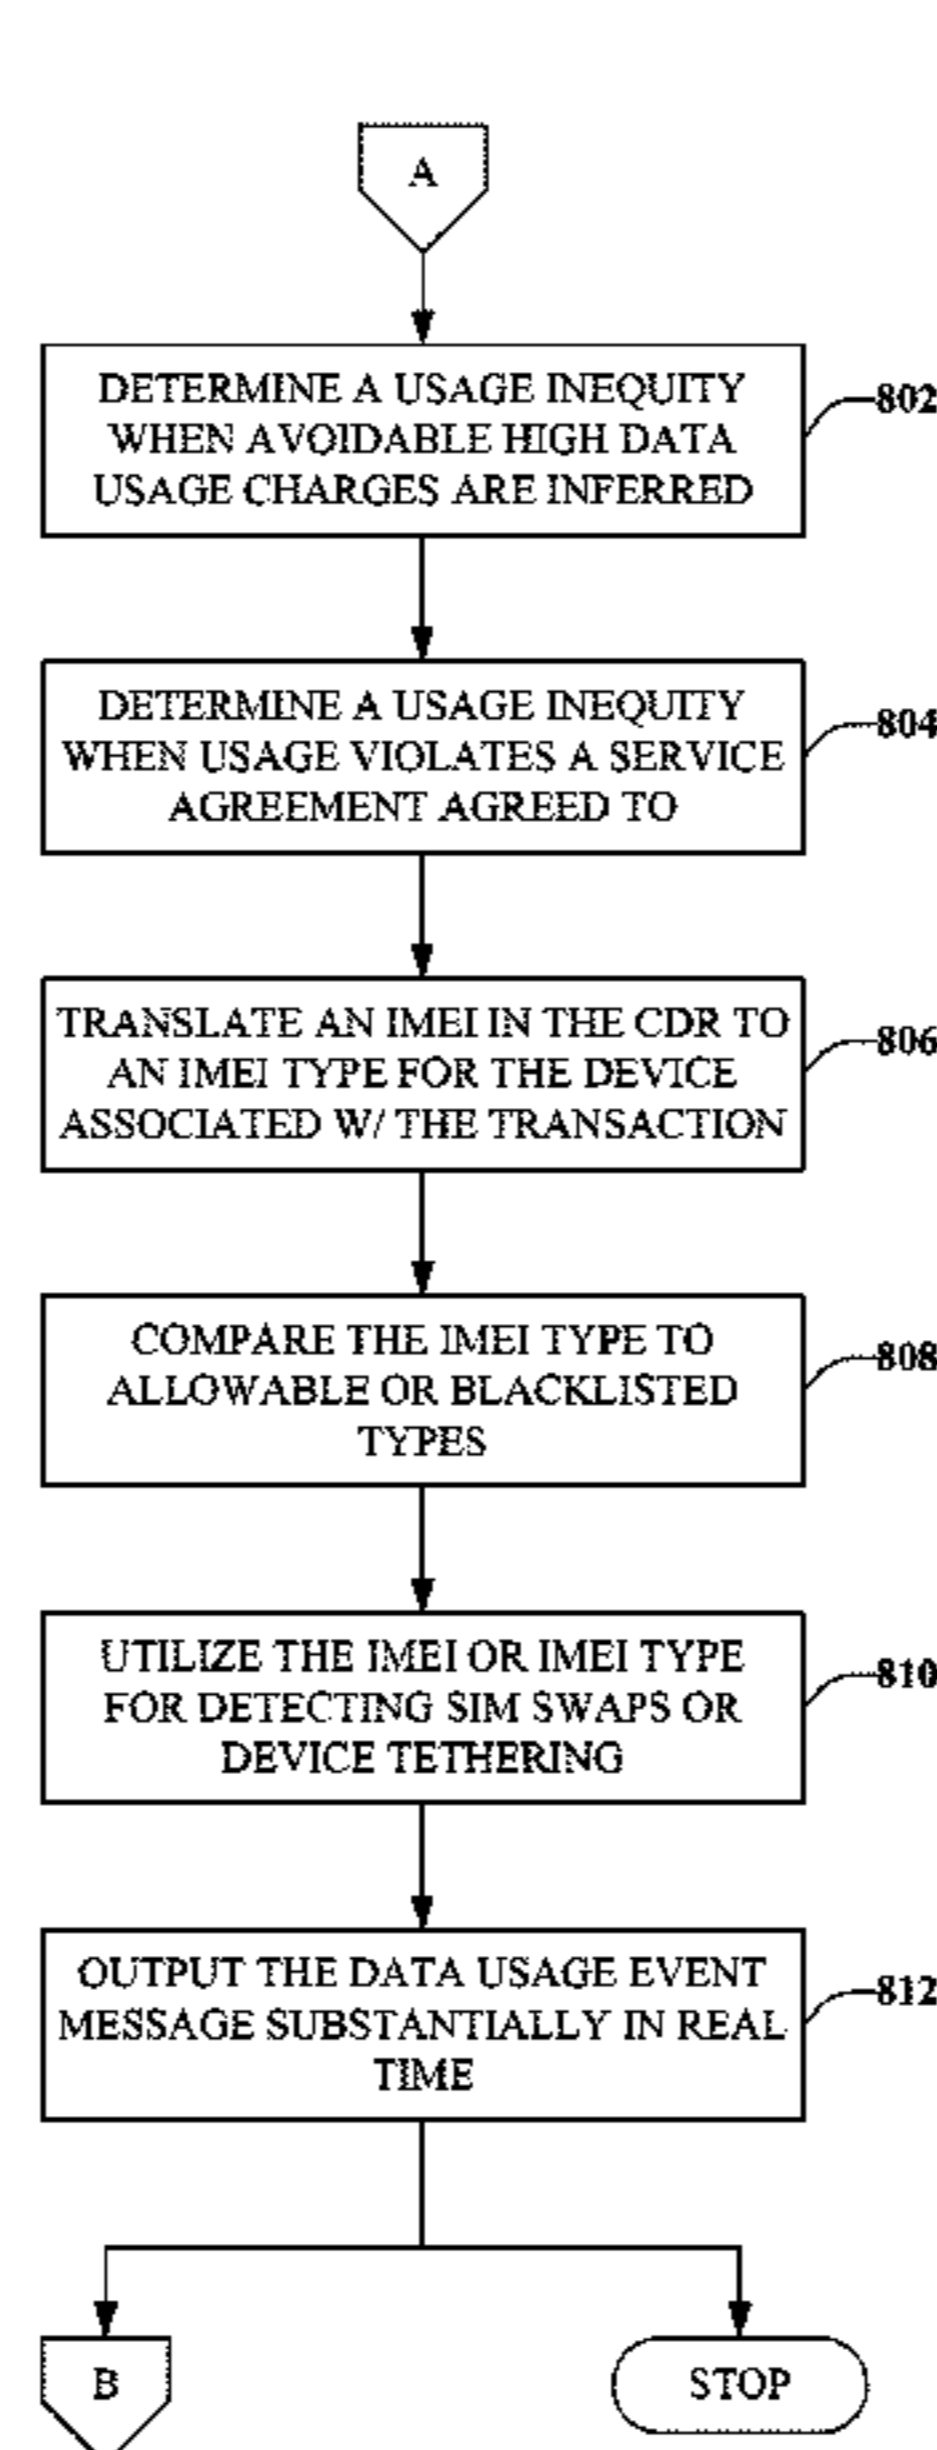 A
DETERMINE A USAGE INEQUITY
WHEN AVOIDABLE HIGH DATA
USAGE CHARGES ARE INFERRED
802
DETERMINE A USAGE INEQUITY
WHEN USAGE VIOLATES A SERVICE
AGREEMENT AGREED TO
804
TRANSLATE AN IMEI IN THE CDR TO
AN IMEI TYPE FOR THE DEVICE
ASSOCIATED W/ THE TRANSACTION
806
COMPARE THE IMEI TYPE TO
ALLOWABLE OR BLACKLISTED
TYPES
808
UTILIZE THE IMEI OR IMEI TYPE
FOR DETECTING SIM SWAPS OR
DEVICE TETHERING
810
OUTPUT THE DATA USAGE EVENT
MESSAGE SUBSTANTIALLY IN REAL
TIME
812
B
STOP